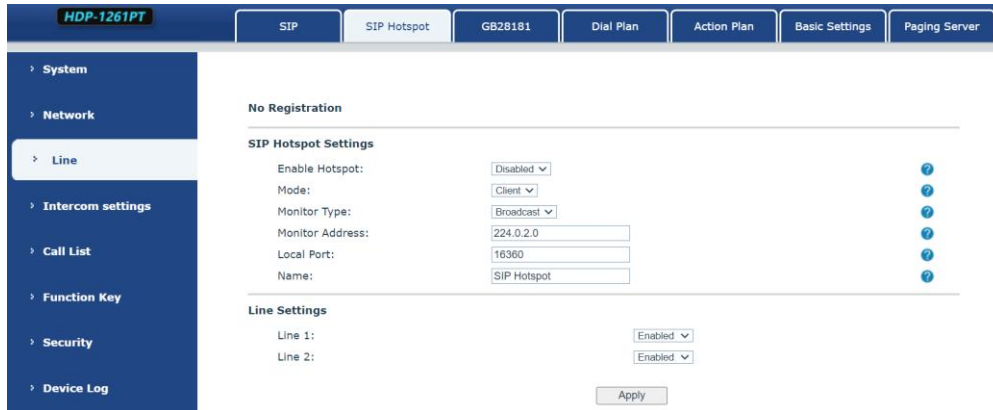 HDP-1261PT
SIP
SIP Hotspot
GB28181
Dial Plan
Action Plan
Basic Settings
Paging Server
› System
› Network
› Line
› Intercom settings
› Call List
› Function Key
› Security
› Device Log
No Registration
SIP Hotspot Settings
Enable Hotspot: Disabled
Mode: Client
Monitor Type: Broadcast
Monitor Address: 224.0.2.0
Local Port: 16360
Name: SIP Hotspot
Line Settings
Line 1: Enabled
Line 2: Enabled
Apply